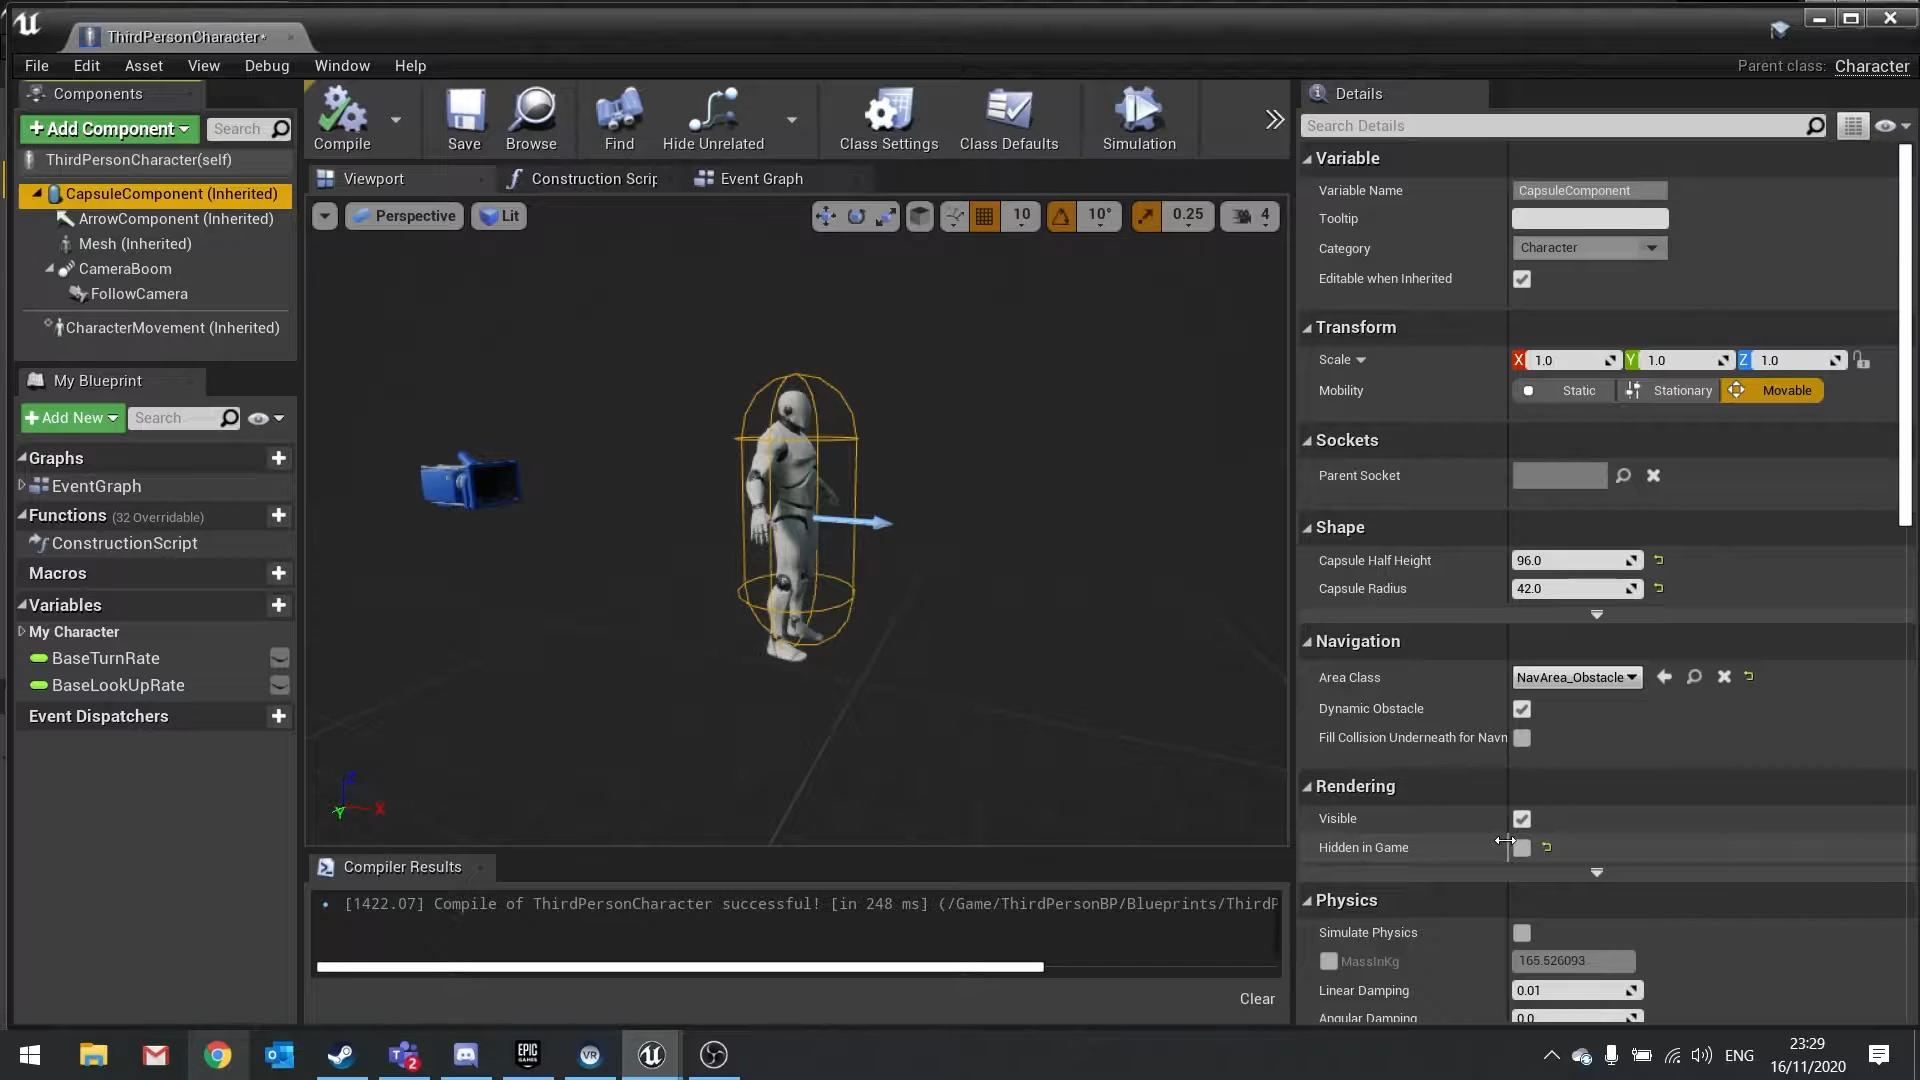 ThirdPersonCharacter*
File Edit Asset View Debug Window Help
Parent class: Character
Components
+Add Component
Search
ThirdPersonCharacter(self)
CapsuleComponent (Inherited)
ArrowComponent (Inherited)
Mesh (Inherited)
CameraBoom
FollowCamera
CharacterMovement (Inherited)
My Blueprint
+Add New
Search
Graphs
EventGraph
Functions (32 Overridable)
ConstructionScript
Macros
Variables
My Character
BaseTurnRate
BaseLookUpRate
Event Dispatchers
Compile Save Browse Find Hide Unrelated Class Settings Class Defaults Simulation
Viewport Construction Scrip Event Graph
Perspective Lit 10 10° 0.25 4
Z
X
Y
Compiler Results
• [1422.07] Compile of ThirdPersonCharacter successful! [in 248 ms] (/Game/ThirdPersonBP/Blueprints/ThirdP
Clear
Details
Search Details
Variable
Variable Name CapsuleComponent
Tooltip
Category Character
Editable when Inherited
Transform
Scale X 1.0 Y 1.0 Z 1.0
Mobility Static Stationary Movable
Sockets
Parent Socket
Shape
Capsule Half Height 96.0
Capsule Radius 42.0
Navigation
Area Class NavArea_Obstacle
Dynamic Obstacle
Fill Collision Underneath for Navn
Rendering
Visible
Hidden in Game
Physics
Simulate Physics
MassInKg 165.526093
Linear Damping 0.01
Angular Damping 0.0
EPIC GAMES
VR
2
ENG
23:29
16/11/2020